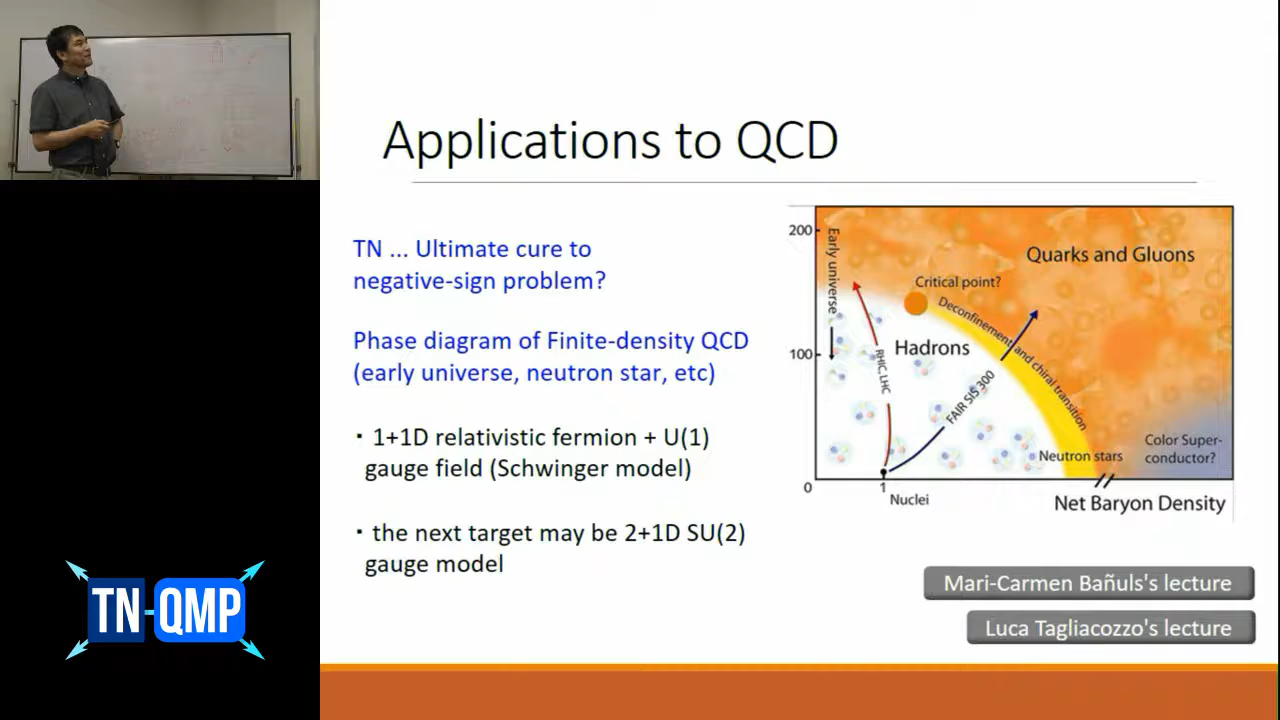 Applications to QCD
TN ... Ultimate cure to
negative-sign problem?
Phase diagram of Finite-density QCD
(early universe, neutron star, etc)
・1+1D relativistic fermion + U(1)
gauge field (Schwinger model)
・the next target may be 2+1D SU(2)
gauge model
200
100
0
Early universe
Quarks and Gluons
Critical point?
Deconfinement and chiral transition
Hadrons
RHIC, LHC
FAIR SIS 300
Color Super-
conductor?
Neutron stars
1
Nuclei
Net Baryon Density
Mari-Carmen Bañuls's lecture
Luca Tagliacozzo's lecture
TN-QMP